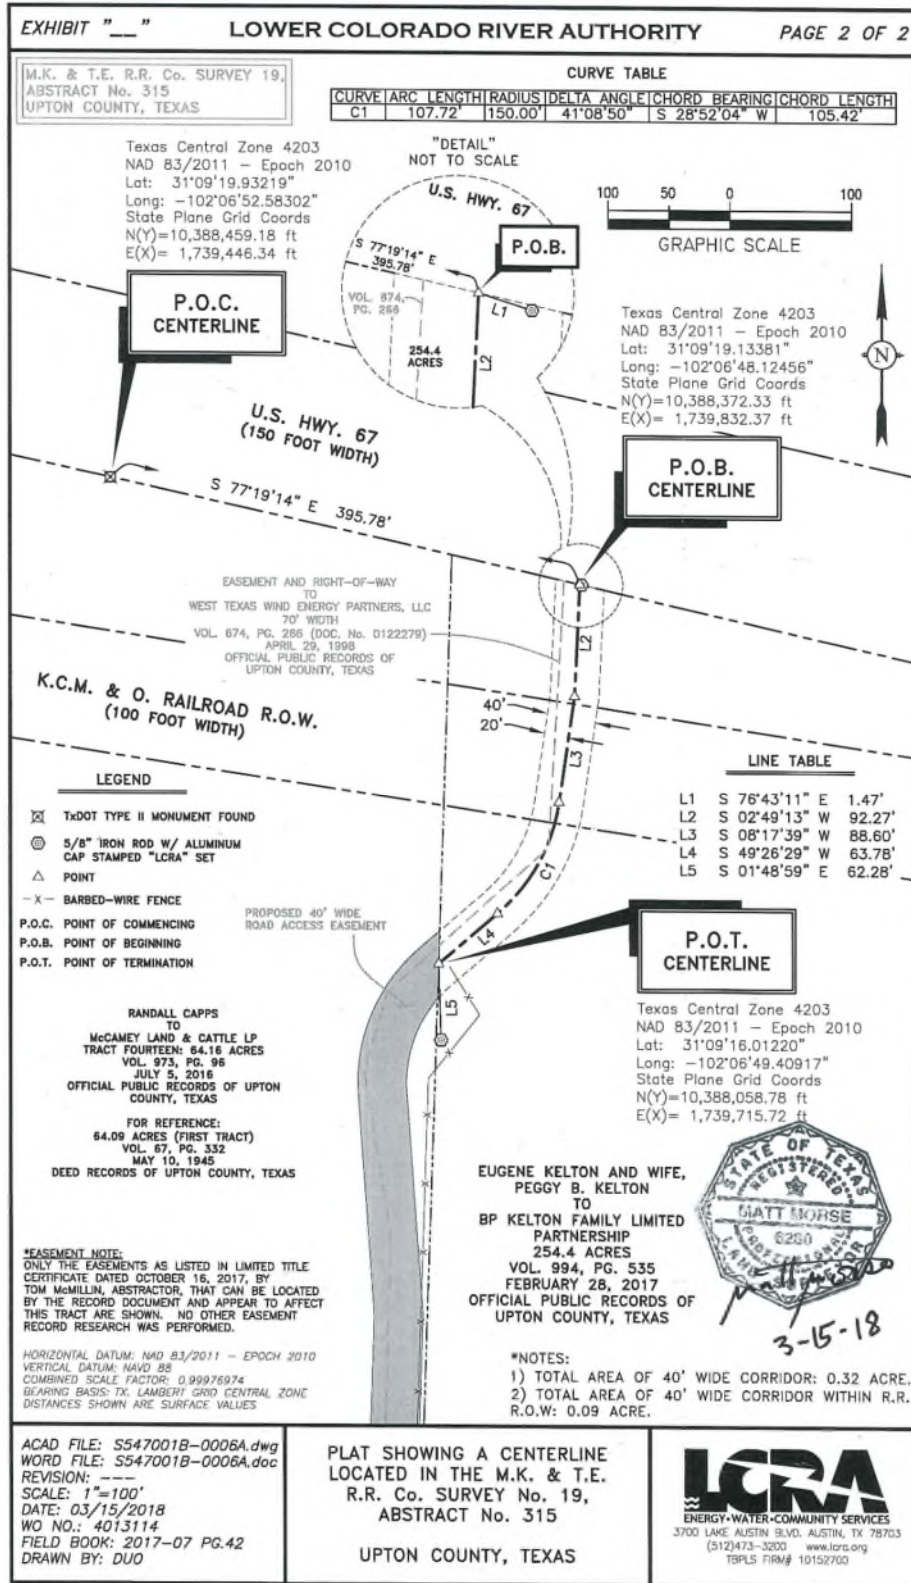 EXHIBIT "__"
LOWER COLORADO RIVER AUTHORITY
PAGE 2 OF 2
M.K. & T.E. R.R. Co. SURVEY 19,
ABSTRACT No. 315
UPTON COUNTY, TEXAS
CURVE TABLE
CURVE ARC LENGTH RADIUS DELTA ANGLE CHORD BEARING CHORD LENGTH
C1 107.72' 150.00' 41°08'50" S 28°52'04" W 105.42'
Texas Central Zone 4203
NAD 83/2011 – Epoch 2010
Lat: 31°09'19.93219"
Long: -102°06'52.58302"
State Plane Grid Coords
N(Y)=10,388,459.18 ft
E(X)= 1,739,446.34 ft
"DETAIL"
NOT TO SCALE
U.S. HWY. 67
S 77°19'14" E
395.78'
P.O.B.
VOL. 674,
PG. 266
L1
254.4
ACRES
L2
100 50 0 100
GRAPHIC SCALE
P.O.C.
CENTERLINE
Texas Central Zone 4203
NAD 83/2011 – Epoch 2010
Lat: 31°09'19.13381"
Long: -102°06'48.12456"
State Plane Grid Coords
N(Y)=10,388,372.33 ft
E(X)= 1,739,832.37 ft
N
U.S. HWY. 67
(150 FOOT WIDTH)
S 77°19'14" E 395.78'
P.O.B.
CENTERLINE
EASEMENT AND RIGHT-OF-WAY
TO
WEST TEXAS WIND ENERGY PARTNERS, LLC
70' WIDTH
VOL. 674, PG. 266 (DOC. No. 0122279)
APRIL 29, 1998
OFFICIAL PUBLIC RECORDS OF
UPTON COUNTY, TEXAS
L2
K.C.M. & O. RAILROAD R.O.W.
(100 FOOT WIDTH)
40'
20'
L3
LEGEND
TxDOT TYPE II MONUMENT FOUND
5/8" IRON ROD W/ ALUMINUM
CAP STAMPED "LCRA" SET
POINT
-X- BARBED-WIRE FENCE
P.O.C. POINT OF COMMENCING
P.O.B. POINT OF BEGINNING
P.O.T. POINT OF TERMINATION
LINE TABLE
L1 S 76°43'11" E 1.47'
L2 S 02°49'13" W 92.27'
L3 S 08°17'39" W 88.60'
L4 S 49°26'29" W 63.78'
L5 S 01°48'59" E 62.28'
C1
PROPOSED 40' WIDE
ROAD ACCESS EASEMENT
L4
P.O.T.
CENTERLINE
L5
RANDALL CAPPS
TO
McCAMEY LAND & CATTLE LP
TRACT FOURTEEN: 64.16 ACRES
VOL. 973, PG. 96
JULY 5, 2016
OFFICIAL PUBLIC RECORDS OF UPTON
COUNTY, TEXAS
FOR REFERENCE:
64.09 ACRES (FIRST TRACT)
VOL. 67, PG. 332
MAY 10, 1945
DEED RECORDS OF UPTON COUNTY, TEXAS
Texas Central Zone 4203
NAD 83/2011 – Epoch 2010
Lat: 31°09'16.01220"
Long: -102°06'49.40917"
State Plane Grid Coords
N(Y)=10,388,058.78 ft
E(X)= 1,739,715.72 ft
EUGENE KELTON AND WIFE,
PEGGY B. KELTON
TO
BP KELTON FAMILY LIMITED
PARTNERSHIP
254.4 ACRES
VOL. 994, PG. 535
FEBRUARY 28, 2017
OFFICIAL PUBLIC RECORDS OF
UPTON COUNTY, TEXAS
STATE OF TEXAS
REGISTERED
MATT MORSE
6280
PROFESSIONAL
LAND SURVEYOR
3-15-18
*EASEMENT NOTE:
ONLY THE EASEMENTS AS LISTED IN LIMITED TITLE
CERTIFICATE DATED OCTOBER 16, 2017, BY
TOM McMILLIN, ABSTRACTOR, THAT CAN BE LOCATED
BY THE RECORD DOCUMENT AND APPEAR TO AFFECT
THIS TRACT ARE SHOWN. NO OTHER EASEMENT
RECORD RESEARCH WAS PERFORMED.
HORIZONTAL DATUM: NAD 83/2011 – EPOCH 2010
VERTICAL DATUM: NAVD 88
COMBINED SCALE FACTOR: 0.99976974
BEARING BASIS: TX. LAMBERT GRID CENTRAL ZONE
DISTANCES SHOWN ARE SURFACE VALUES
*NOTES:
1) TOTAL AREA OF 40' WIDE CORRIDOR: 0.32 ACRE.
2) TOTAL AREA OF 40' WIDE CORRIDOR WITHIN R.R.
R.O.W: 0.09 ACRE.
ACAD FILE: S547001B-0006A.dwg
WORD FILE: S547001B-0006A.doc
REVISION: ---
SCALE: 1"=100'
DATE: 03/15/2018
WO NO.: 4013114
FIELD BOOK: 2017-07 PG.42
DRAWN BY: DUO
PLAT SHOWING A CENTERLINE
LOCATED IN THE M.K. & T.E.
R.R. Co. SURVEY No. 19,
ABSTRACT No. 315
UPTON COUNTY, TEXAS
LCRA
ENERGY•WATER•COMMUNITY SERVICES
3700 LAKE AUSTIN BLVD. AUSTIN, TX 78703
(512)473-3200 www.lcra.org
TBPLS FIRM# 10152700